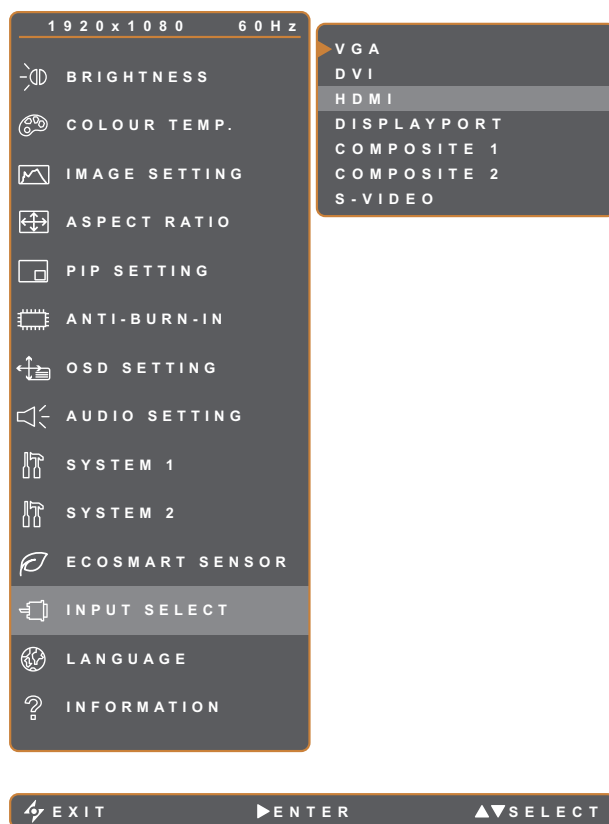 1920x1080 60Hz
BRIGHTNESS
COLOUR TEMP.
IMAGE SETTING
ASPECT RATIO
PIP SETTING
ANTI-BURN-IN
OSD SETTING
AUDIO SETTING
SYSTEM 1
SYSTEM 2
ECOSMART SENSOR
INPUT SELECT
LANGUAGE
INFORMATION
VGA
DVI
HDMI
DISPLAYPORT
COMPOSITE 1
COMPOSITE 2
S-VIDEO
EXIT ENTER SELECT